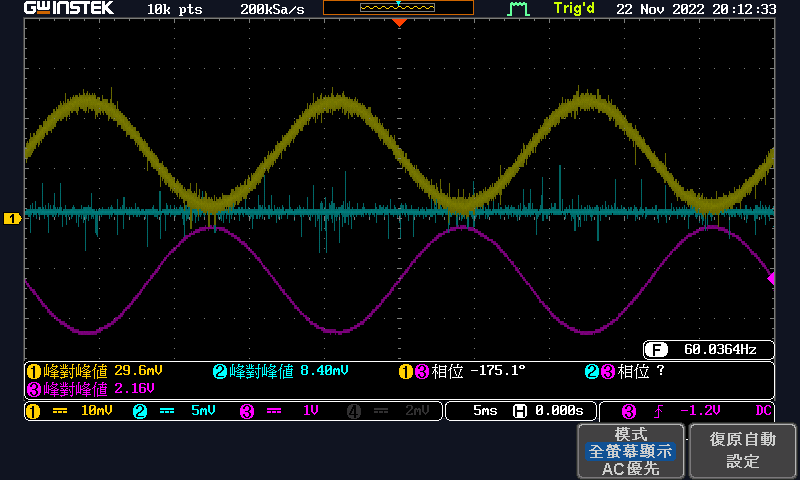 GWINSTEK 10k pts 200kSa/s Trig'd 22 Nov 2022 20:12:33
1
F 60.0364Hz
1 峰對峰值 29.6mV 2 峰對峰值 8.40mV 1 3 相位 -175.1° 2 3 相位 ?
3 峰對峰值 2.16V
1 10mV 2 5mV 3 1V 4 2mV 5ms H 0.000s 3 -1.2V DC
模式
全螢幕顯示
AC優先
復原自動
設定